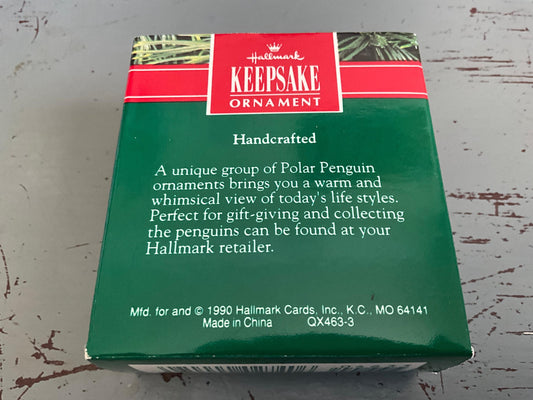 Hallmark
KEEPSAKE
ORNAMENT
Handcrafted
A unique group of Polar Penguin
ornaments brings you a warm and
whimsical view of today's life styles.
Perfect for gift-giving and collecting
the penguins can be found at your
Hallmark retailer.
Mfd. for and © 1990 Hallmark Cards, Inc., K.C., MO 64141
Made in China QX463-3